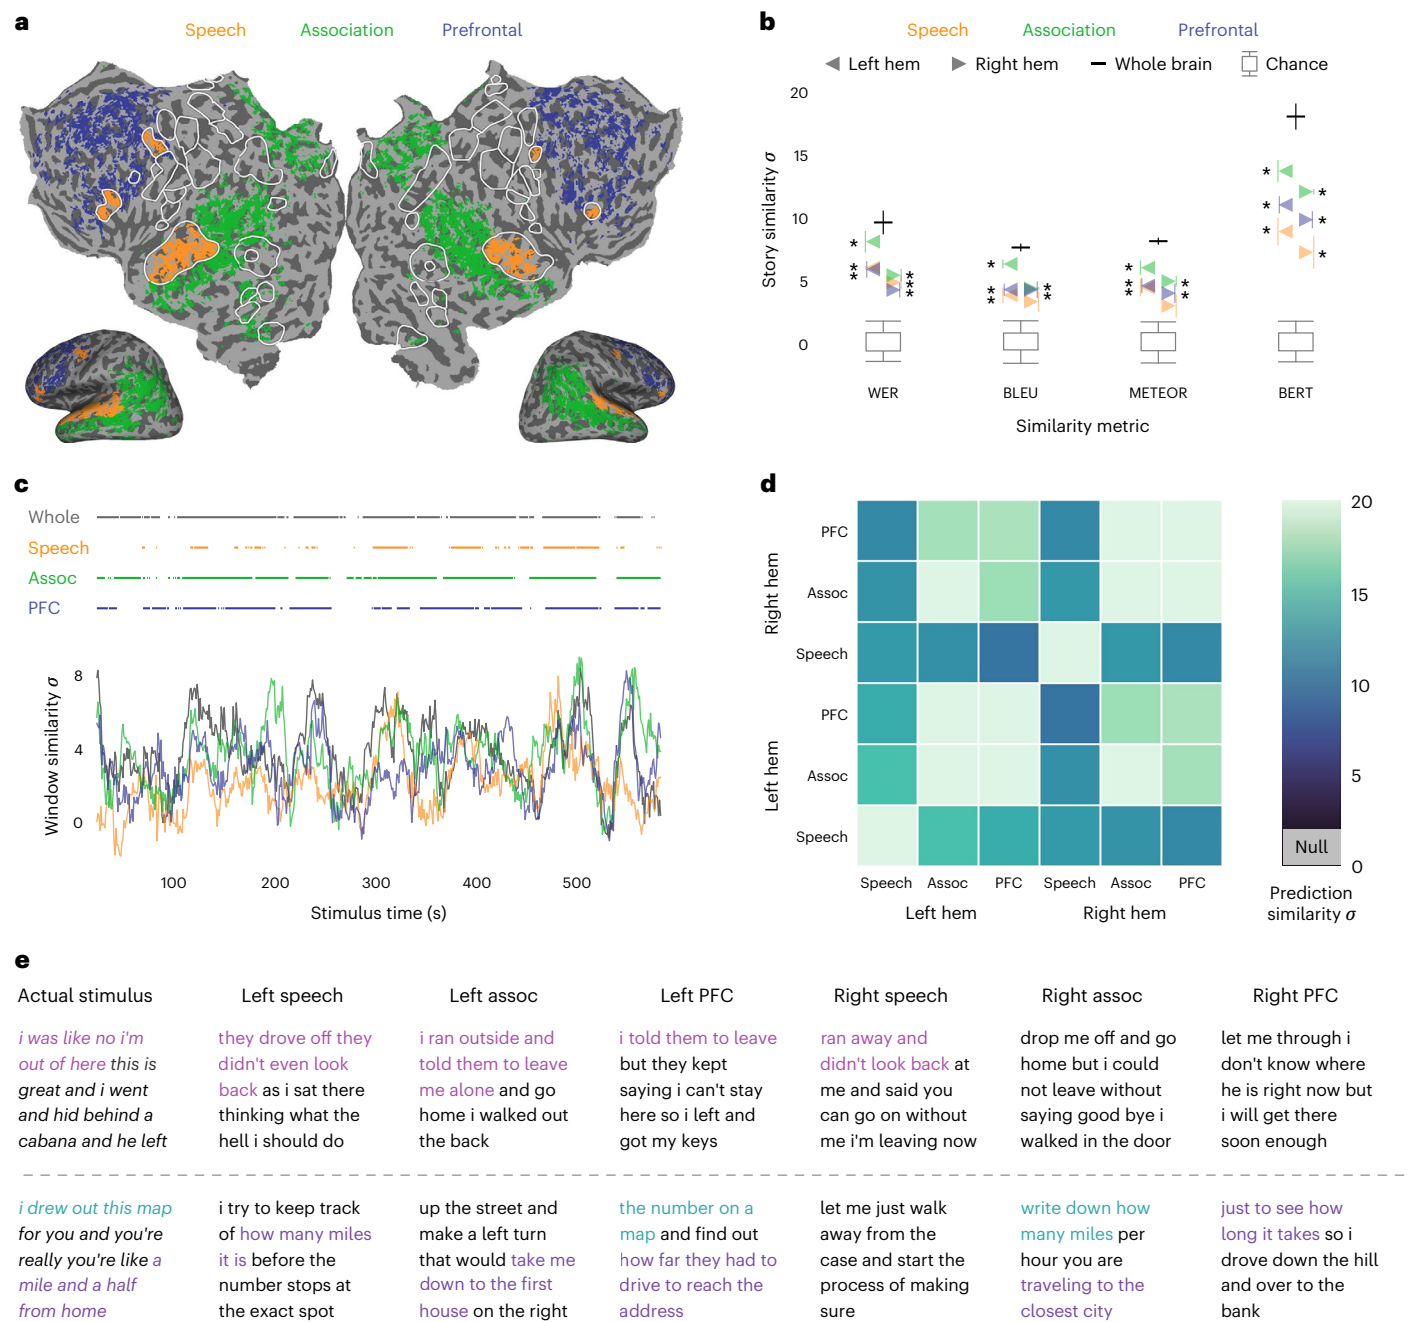 a
Speech Association Prefrontal
b
Speech Association Prefrontal
Left hem Right hem Whole brain Chance
Story similarity σ
20
15
10
5
0
* * * * * *
* * * * *
* * * * *
* * * * * *
WER BLEU METEOR BERT
Similarity metric
c
Whole
Speech
Assoc
PFC
Window similarity σ
8
4
0
100 200 300 400 500
Stimulus time (s)
d
Right hem
PFC
Assoc
Speech
Left hem
PFC
Assoc
Speech
Speech Assoc PFC Speech Assoc PFC
Left hem Right hem
20
15
10
5
Null
0
Prediction
similarity σ
e
Actual stimulus
i was like no i'm
out of here this is
great and i went
and hid behind a
cabana and he left
Left speech
they drove off they
didn't even look
back as i sat there
thinking what the
hell i should do
Left assoc
i ran outside and
told them to leave
me alone and go
home i walked out
the back
Left PFC
i told them to leave
but they kept
saying i can't stay
here so i left and
got my keys
Right speech
ran away and
didn't look back at
me and said you
can go on without
me i'm leaving now
Right assoc
drop me off and go
home but i could
not leave without
saying good bye i
walked in the door
Right PFC
let me through i
don't know where
he is right now but
i will get there
soon enough
i drew out this map
for you and you're
really you're like a
mile and a half
from home
i try to keep track
of how many miles
it is before the
number stops at
the exact spot
up the street and
make a left turn
that would take me
down to the first
house on the right
the number on a
map and find out
how far they had to
drive to reach the
address
let me just walk
away from the
case and start the
process of making
sure
write down how
many miles per
hour you are
traveling to the
closest city
just to see how
long it takes so i
drove down the hill
and over to the
bank